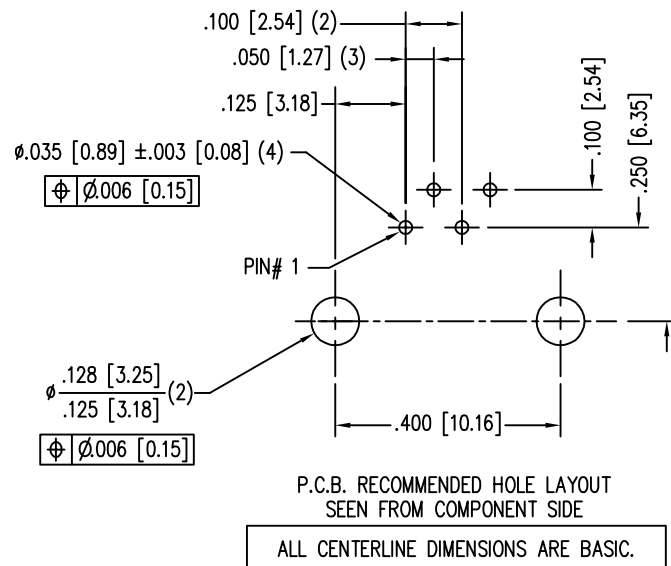 .100 [2.54] (2)
.050 [1.27] (3)
.125 [3.18]
ø.035 [0.89] ±.003 [0.08] (4)
⌖ Ø.006 [0.15]
.100 [2.54]
.250 [6.35]
PIN# 1
ø .128 [3.25]
.125 [3.18] (2)
⌖ Ø.006 [0.15]
.400 [10.16]
P.C.B. RECOMMENDED HOLE LAYOUT
SEEN FROM COMPONENT SIDE
ALL CENTERLINE DIMENSIONS ARE BASIC.